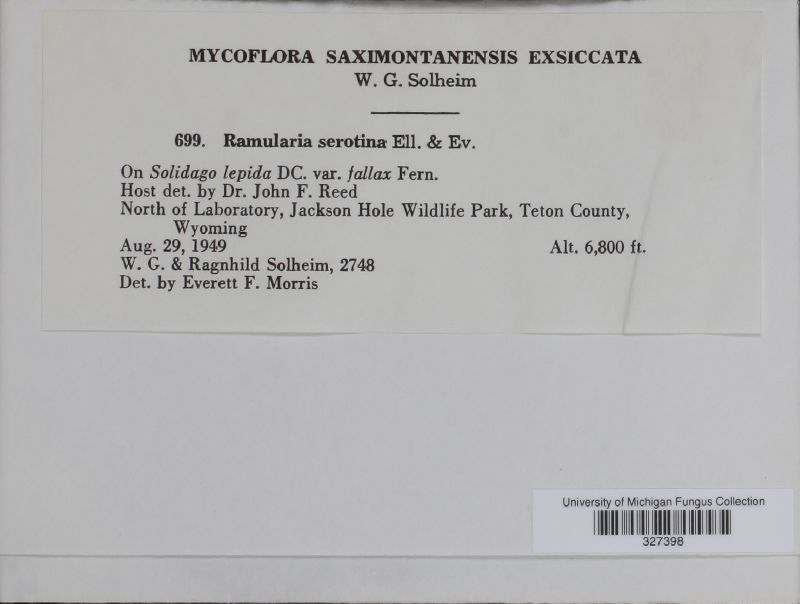 MYCOFLORA SAXIMONTANENSIS EXSICCATA
W. G. Solheim
699. Ramularia serotina Ell. & Ev.
On Solidago lepida DC. var. fallax Fern.
Host det. by Dr. John F. Reed
North of Laboratory, Jackson Hole Wildlife Park, Teton County,
Wyoming
Aug. 29, 1949 Alt. 6,800 ft.
W. G. & Ragnhild Solheim, 2748
Det. by Everett F. Morris
University of Michigan Fungus Collection
327398